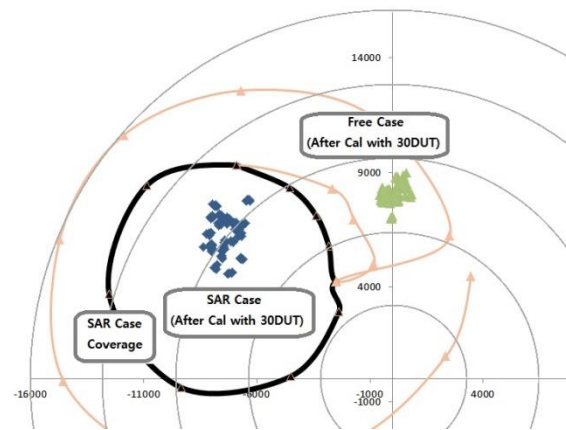 14000
Free Case
(After Cal with 30DUT)
9000
4000
SAR Case
(After Cal with 30DUT)
SAR Case
Coverage
-16000
-11000
-6000
-1000
4000